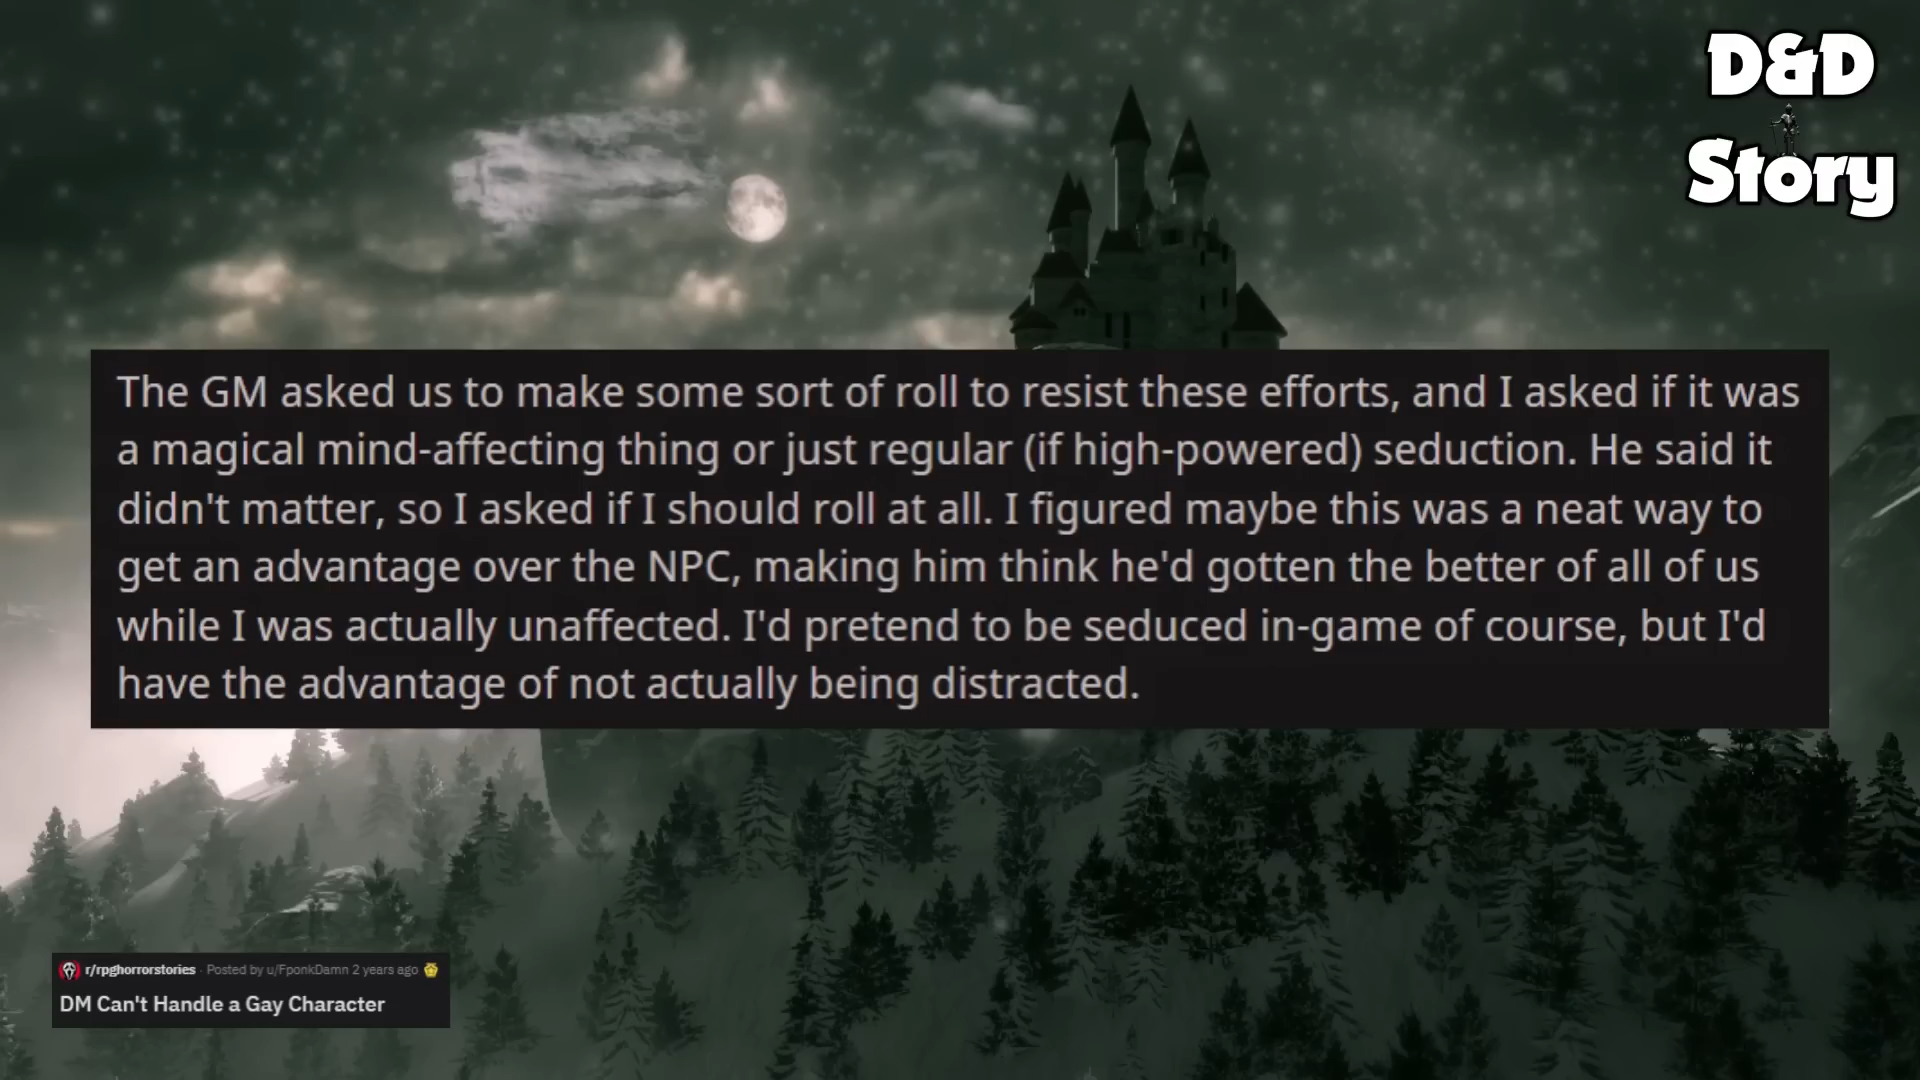 D&D
Story
The GM asked us to make some sort of roll to resist these efforts, and I asked if it was
a magical mind-affecting thing or just regular (if high-powered) seduction. He said it
didn't matter, so I asked if I should roll at all. I figured maybe this was a neat way to
get an advantage over the NPC, making him think he'd gotten the better of all of us
while I was actually unaffected. I'd pretend to be seduced in-game of course, but I'd
have the advantage of not actually being distracted.
r/rpghorrorstories · Posted by u/FponkDamn 2 years ago
DM Can't Handle a Gay Character